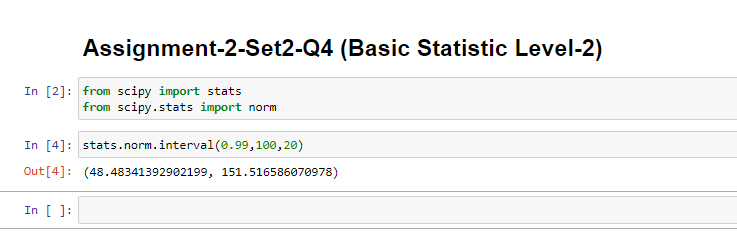 Assignment-2-Set2-Q4 (Basic Statistic Level-2)
In [2]: from scipy import stats
from scipy.stats import norm
In [4]: stats.norm.interval(0.99,100,20)
Out[4]: (48.48341392902199, 151.516586070978)
In [ ]: